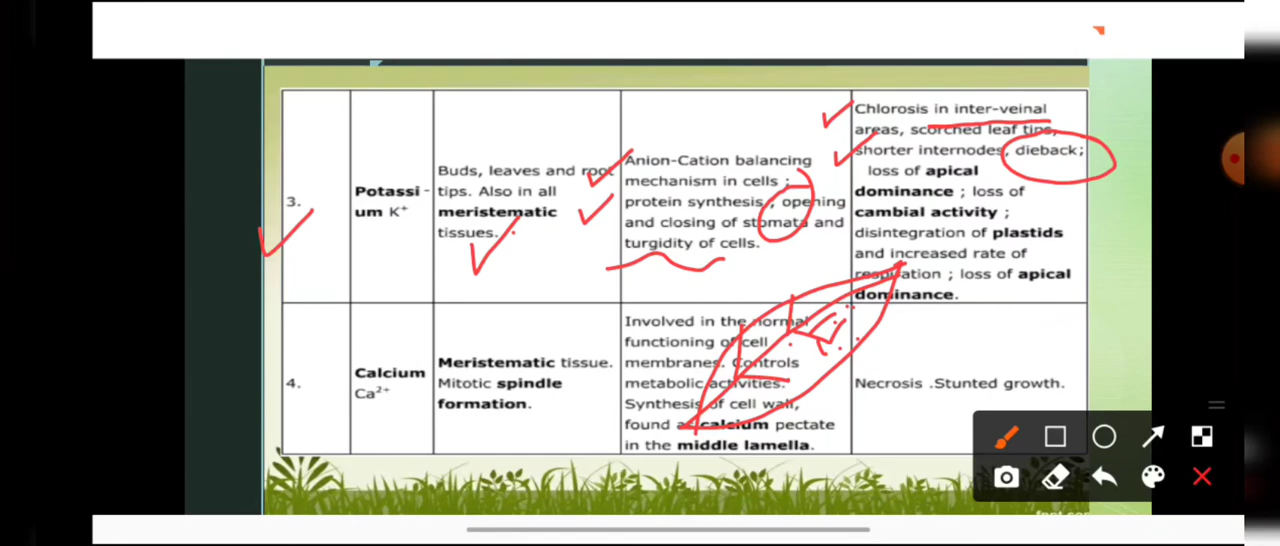 3.
Potassi-
um K⁺
Buds, leaves and root
tips. Also in all
meristematic
tissues.
Anion-Cation balancing
mechanism in cells ;
protein synthesis , opening
and closing of stomata and
turgidity of cells.
Chlorosis in inter-veinal
areas, scorched leaf tips,
shorter internodes, dieback;
loss of apical
dominance ; loss of
cambial activity ;
disintegration of plastids
and increased rate of
respiration ; loss of apical
dominance.
4.
Calcium
Ca²⁺
Meristematic tissue.
Mitotic spindle
formation.
Involved in the normal
functioning of cell
membranes. Controls
metabolic activities.
Synthesis of cell wall,
found as calcium pectate
in the middle lamella.
Necrosis .Stunted growth.